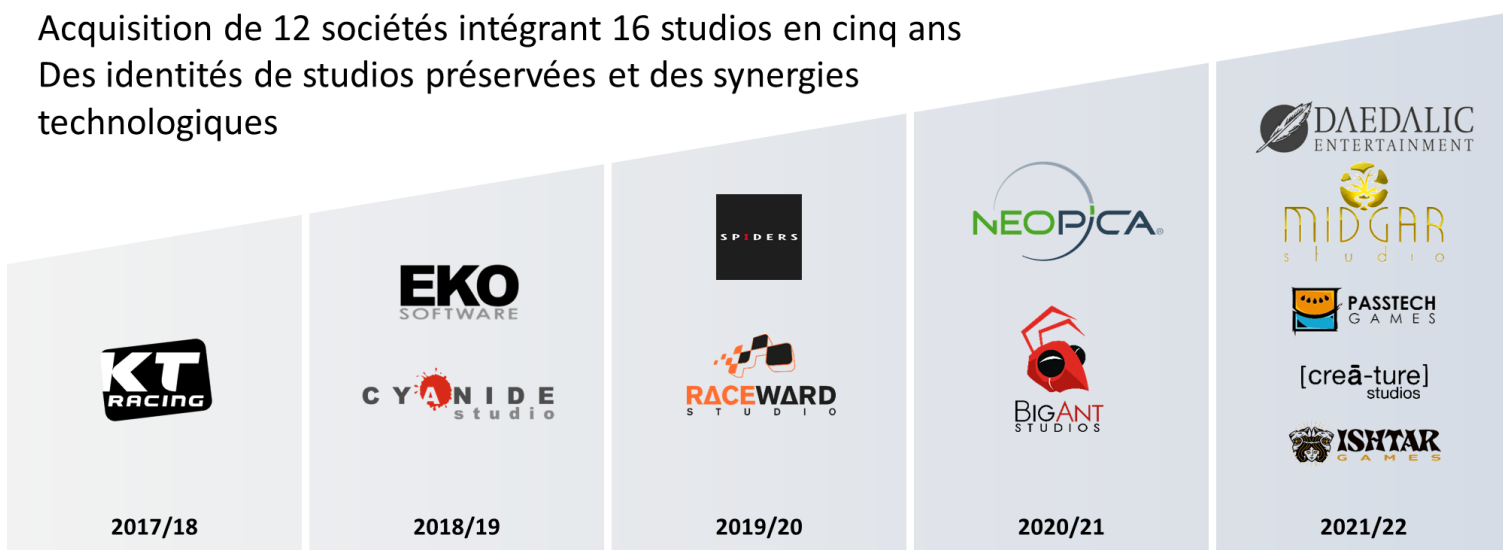 Acquisition de 12 sociétés intégrant 16 studios en cinq ans
Des identités de studios préservées et des synergies
technologiques
KT
RACING
2017/18
EKO
SOFTWARE
CYANIDE
studio
2018/19
SPIDERS
RACEWARD
STUDIO
2019/20
NEOPICA®
BIGANT
STUDIOS
2020/21
DAEDALIC
ENTERTAINMENT
MIDGAR
studio
PASSTECH
GAMES
[creā-ture]
studios
ISHTAR
GAMES
2021/22